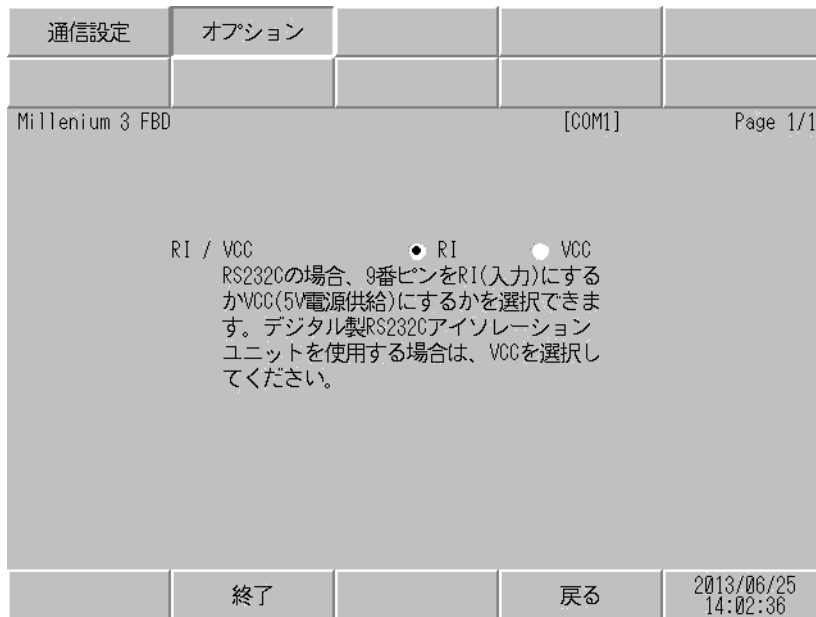 通信設定 オプション
Millenium 3 FBD [COM1] Page 1/1
RI / VCC RI VCC
RS232Cの場合、9番ピンをRI(入力)にする
かVCC(5V電源供給)にするかを選択できま
す。デジタル製RS232Cアイソレーション
ユニットを使用する場合は、VCCを選択し
てください。
終了 戻る 2013/06/25
14:02:36